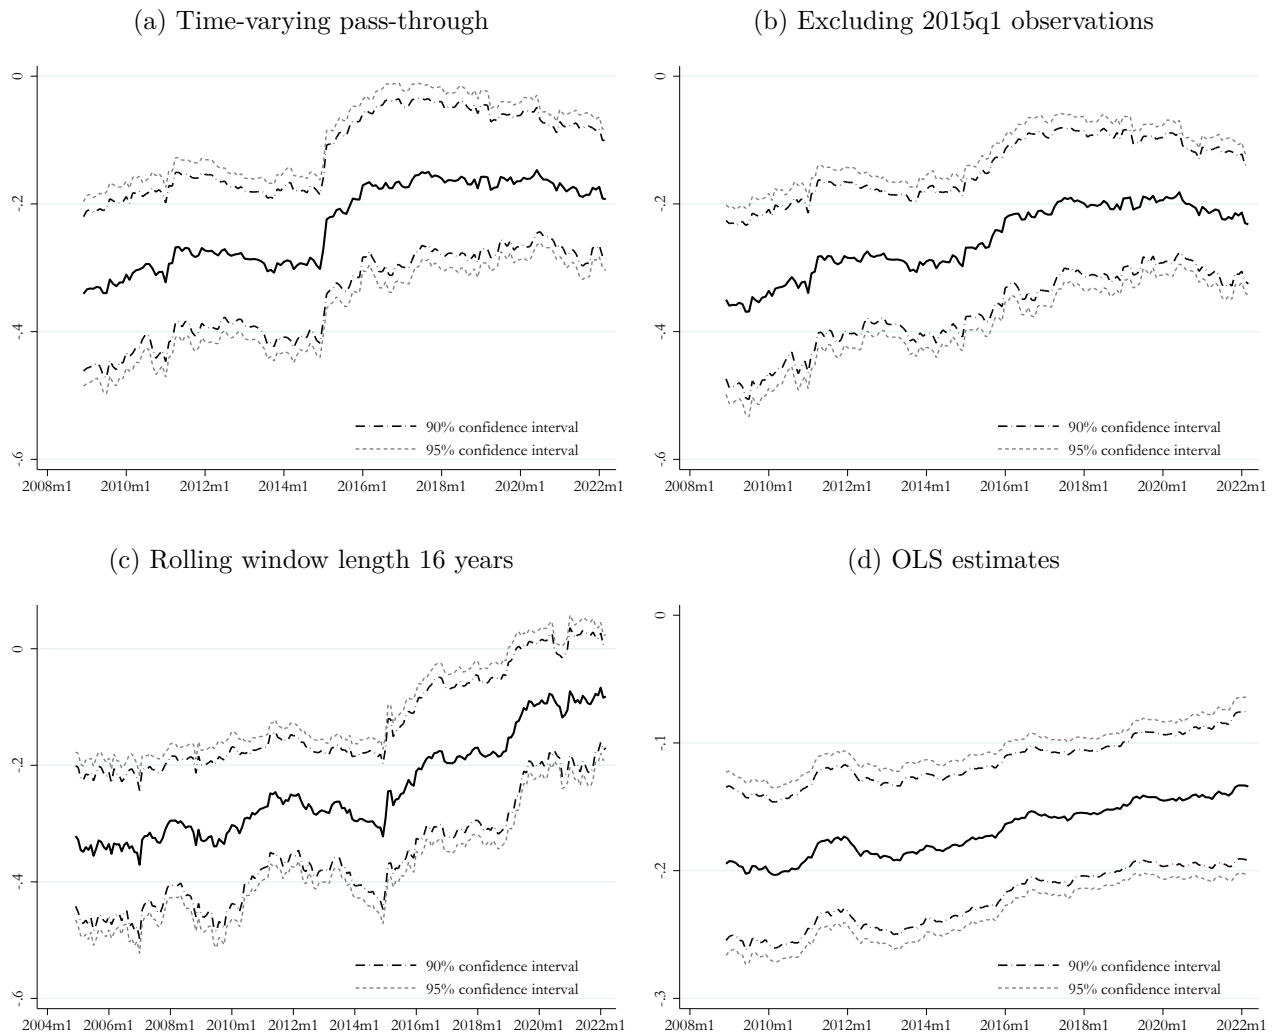 (a) Time-varying pass-through
0
-.2
-.4
-.6
90% confidence interval
95% confidence interval
2008m1 2010m1 2012m1 2014m1 2016m1 2018m1 2020m1 2022m1
(b) Excluding 2015q1 observations
0
-.2
-.4
-.6
90% confidence interval
95% confidence interval
2008m1 2010m1 2012m1 2014m1 2016m1 2018m1 2020m1 2022m1
(c) Rolling window length 16 years
0
-.2
-.4
-.6
90% confidence interval
95% confidence interval
2004m1 2006m1 2008m1 2010m1 2012m1 2014m1 2016m1 2018m1 2020m1 2022m1
(d) OLS estimates
0
-.1
-.2
-.3
90% confidence interval
95% confidence interval
2008m1 2010m1 2012m1 2014m1 2016m1 2018m1 2020m1 2022m1